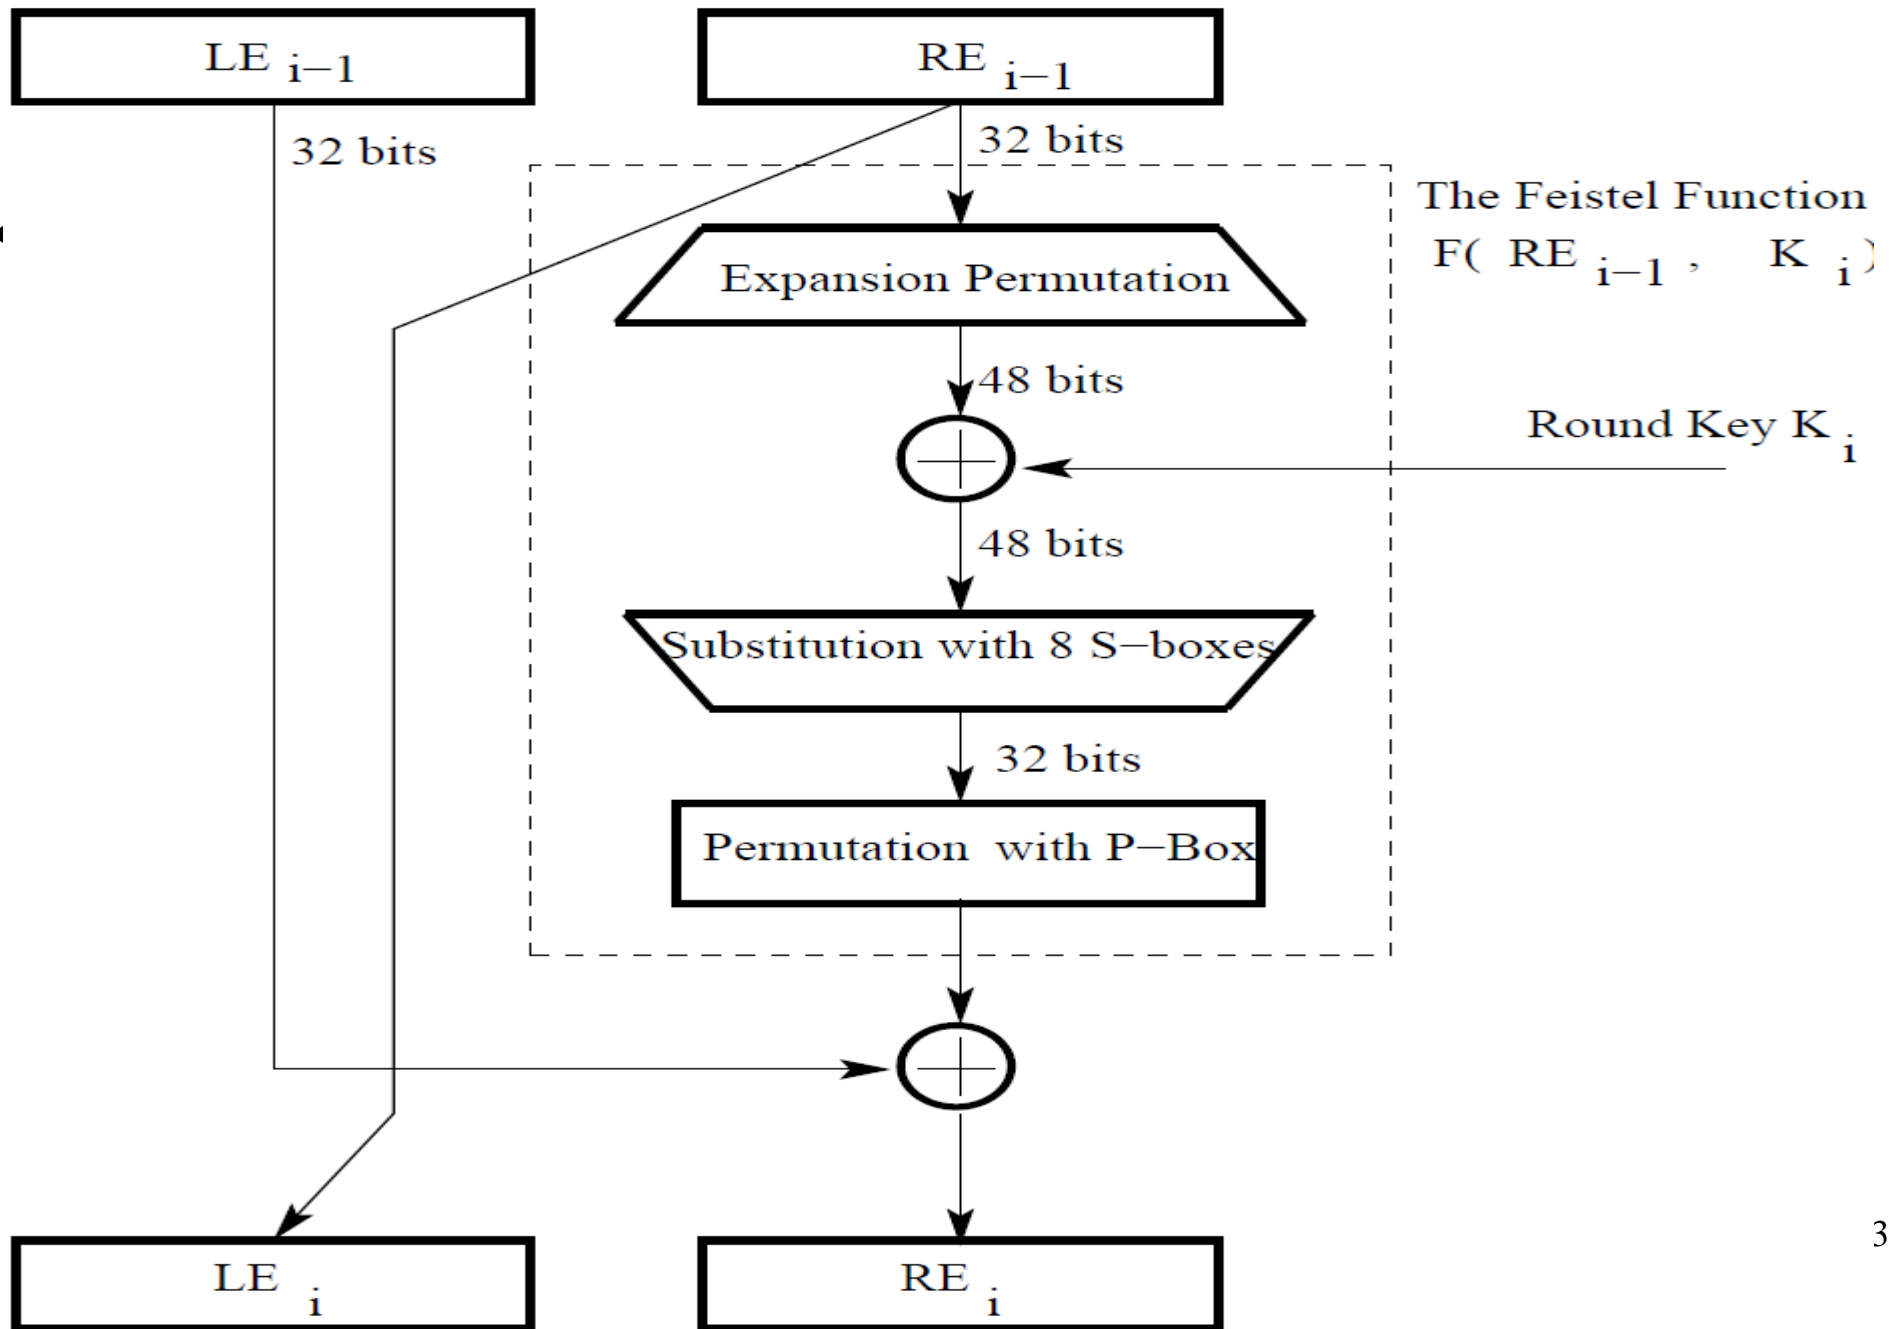 LE i−1
RE i−1
32 bits
32 bits
The Feistel Function
F( RE i−1 , K i )
Expansion Permutation
48 bits
Round Key K i
48 bits
Substitution with 8 S−boxes
32 bits
Permutation with P−Box
3
LE i
RE i